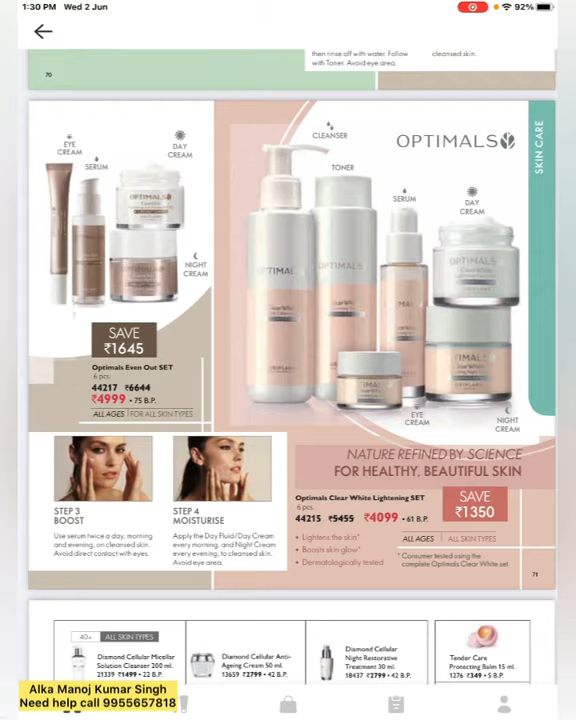 1:30 PM Wed 2 Jun
92%
then rinse off with water. Follow
with Toner. Avoid eye area.
cleansed skin.
70
EYE
CREAM
SERUM
DAY
CREAM
NIGHT
CREAM
OPTIMALS
SAVE
₹1645
Optimals Even Out SET
6 pcs.
44217 ₹6644
₹4999 • 75 B.P.
ALL AGES | FOR ALL SKIN TYPES
CLEANSER
TONER
SERUM
DAY
CREAM
EYE
CREAM
NIGHT
CREAM
OPTIMALS
SKIN CARE
OPTIMALS
STEP 3
BOOST
Use serum twice a day, morning
and evening, on cleansed skin.
Avoid direct contact with eyes.
STEP 4
MOISTURISE
Apply the Day Fluid/Day Cream
every morning, and Night Cream
every evening, to cleansed skin.
Avoid eye area.
NATURE REFINED BY SCIENCE
FOR HEALTHY, BEAUTIFUL SKIN
Optimals Clear White Lightening SET
6 pcs.
44215 ₹5455 ₹4099 • 61 B.P.
SAVE
₹1350
• Lightens the skin*
• Boosts skin glow*
• Dermatologically tested
ALL AGES | ALL SKIN TYPES
* Consumer tested using the
complete Optimals Clear White set
71
40+ ALL SKIN TYPES
Diamond Cellular Micellar
Solution Cleanser 200 ml.
21339 ₹1499 • 22 B.P.
Diamond Cellular Anti-
Ageing Cream 50 ml.
13659 ₹2799 • 42 B.P.
Diamond Cellular
Night Restorative
Treatment 30 ml.
18437 ₹2799 • 42 B.P.
Tender Care
Protecting Balm 15 ml.
1276 ₹349 • 5 B.P.
Alka Manoj Kumar Singh
Need help call 9955657818